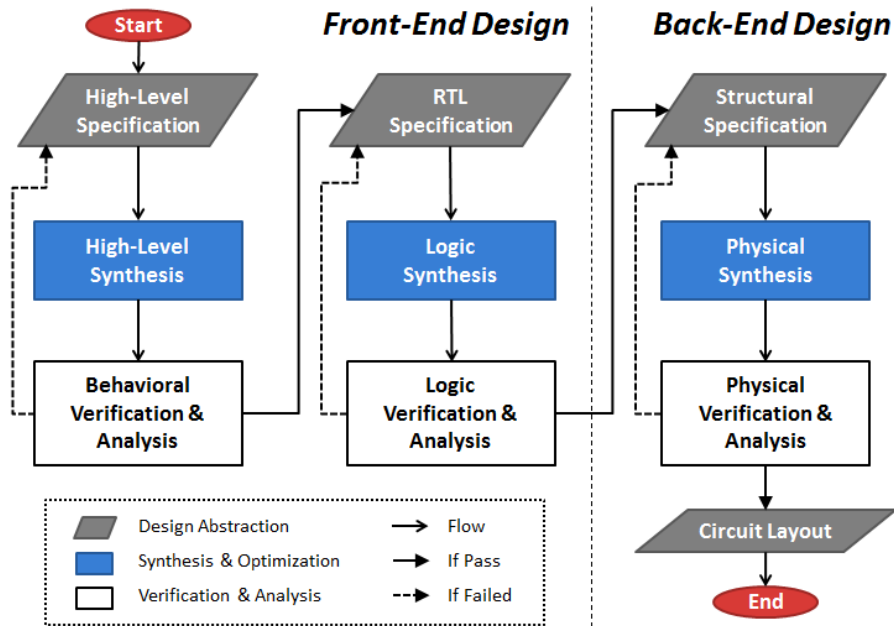 Start
Front-End Design
Back-End Design
High-Level
Specification
RTL
Specification
Structural
Specification
High-Level
Synthesis
Logic
Synthesis
Physical
Synthesis
Behavioral
Verification &
Analysis
Logic
Verification &
Analysis
Physical
Verification &
Analysis
Design Abstraction
Flow
Synthesis & Optimization
If Pass
Verification & Analysis
If Failed
Circuit Layout
End